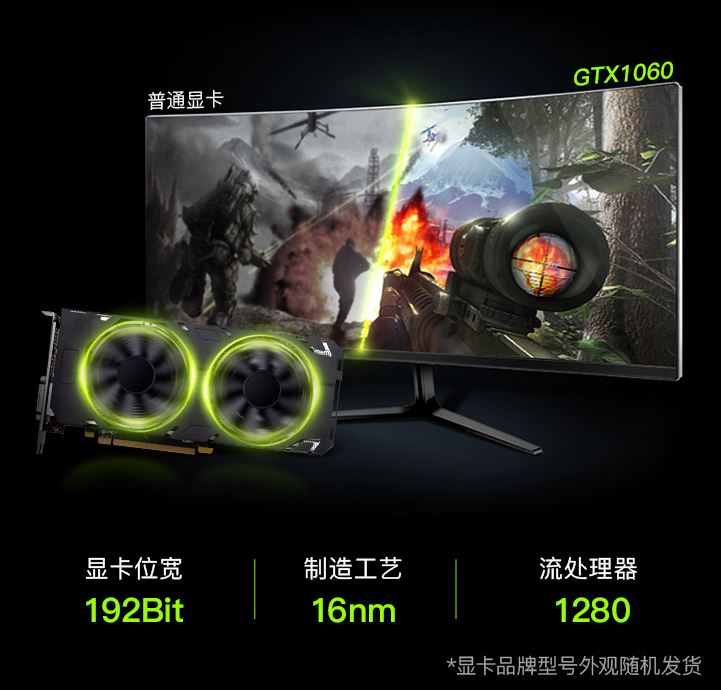 普通显卡
GTX1060
显卡位宽
192Bit
制造工艺
16nm
流处理器
1280
*显卡品牌型号外观随机发货